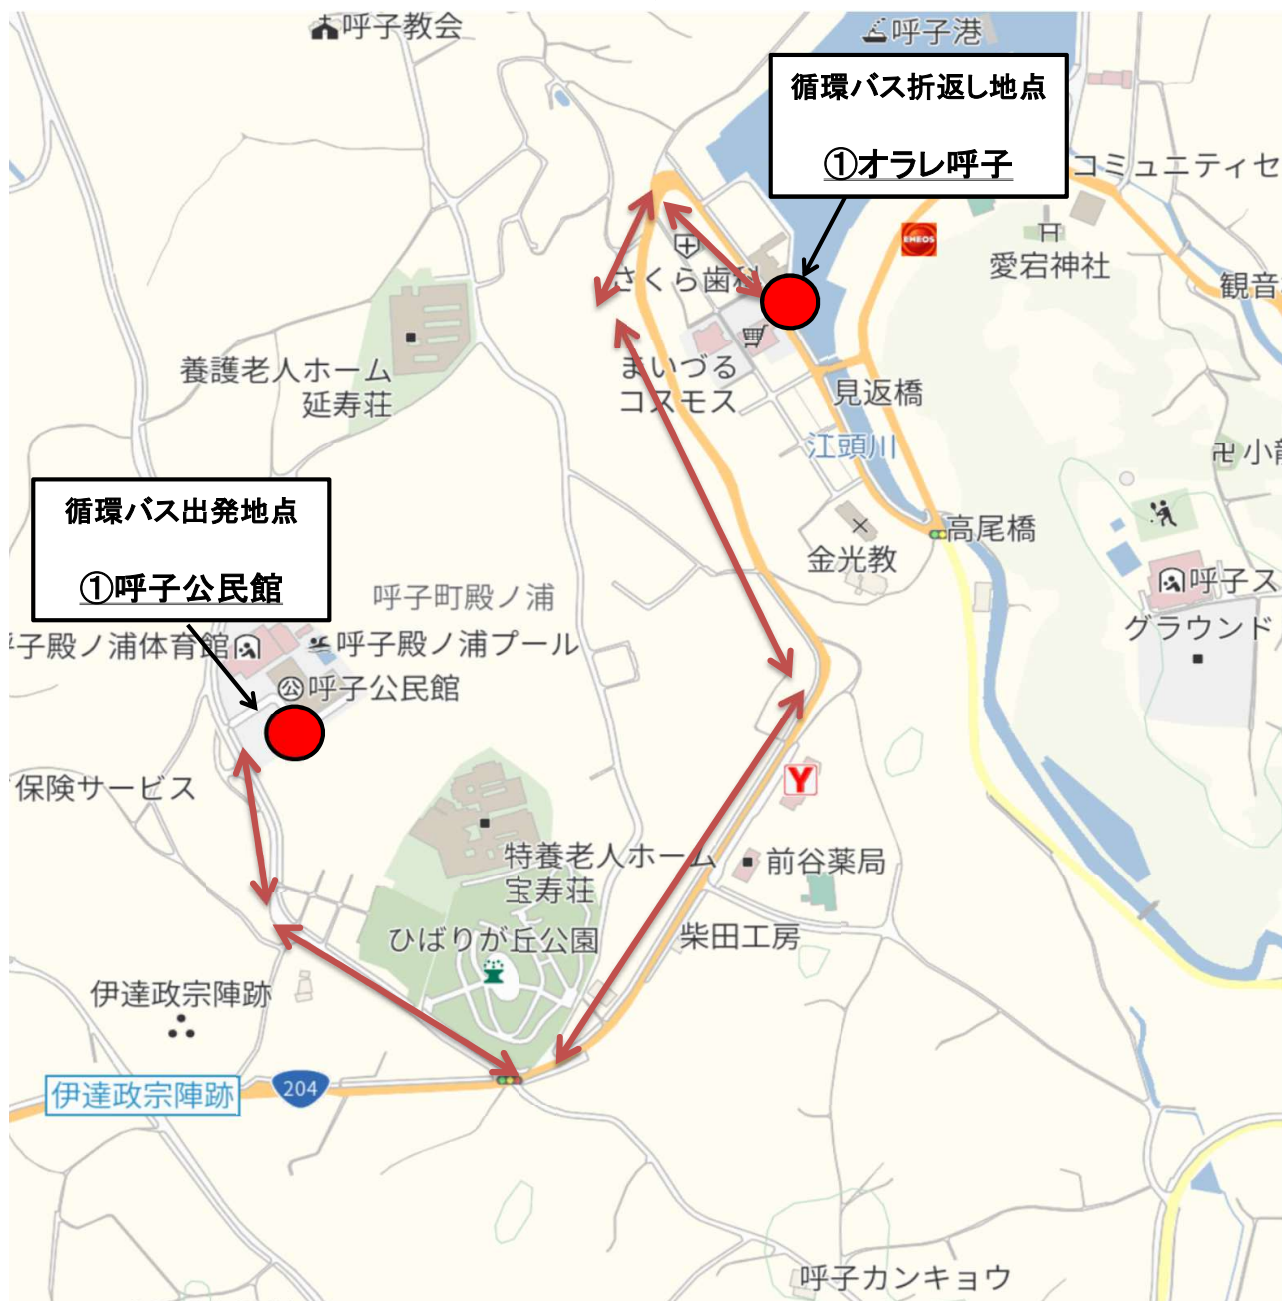 呼子教会
呼子港
循環バス折返し地点
①オラレ呼子
コミュニティセ
ENEOS
愛宕神社
観音
さくら歯科
養護老人ホーム
延寿荘
まいづる
コスモス
見返橋
江頭川
小龍
循環バス出発地点
①呼子公民館
高尾橋
金光教
呼子町殿ノ浦
呼子ス
グラウンド
呼子殿ノ浦体育館
呼子殿ノ浦プール
公
呼子公民館
保険サービス
Y
特養老人ホーム
宝寿荘
前谷薬局
ひばりが丘公園
柴田工房
伊達政宗陣跡
伊達政宗陣跡
204
呼子カンキョウ